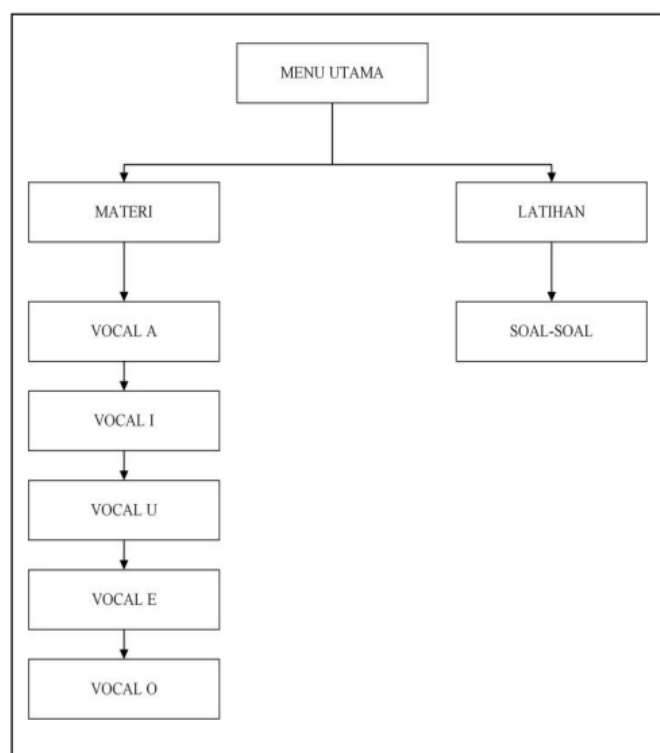 MENU UTAMA
MATERI
LATIHAN
VOCAL A
SOAL-SOAL
VOCAL I
VOCAL U
VOCAL E
VOCAL O